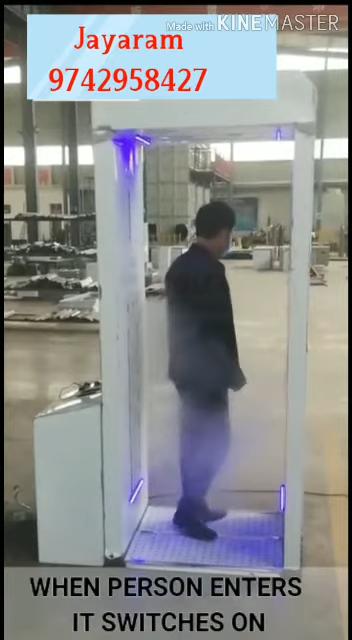 Made with KINEMASTER
Jayaram
9742958427
WHEN PERSON ENTERS
IT SWITCHES ON